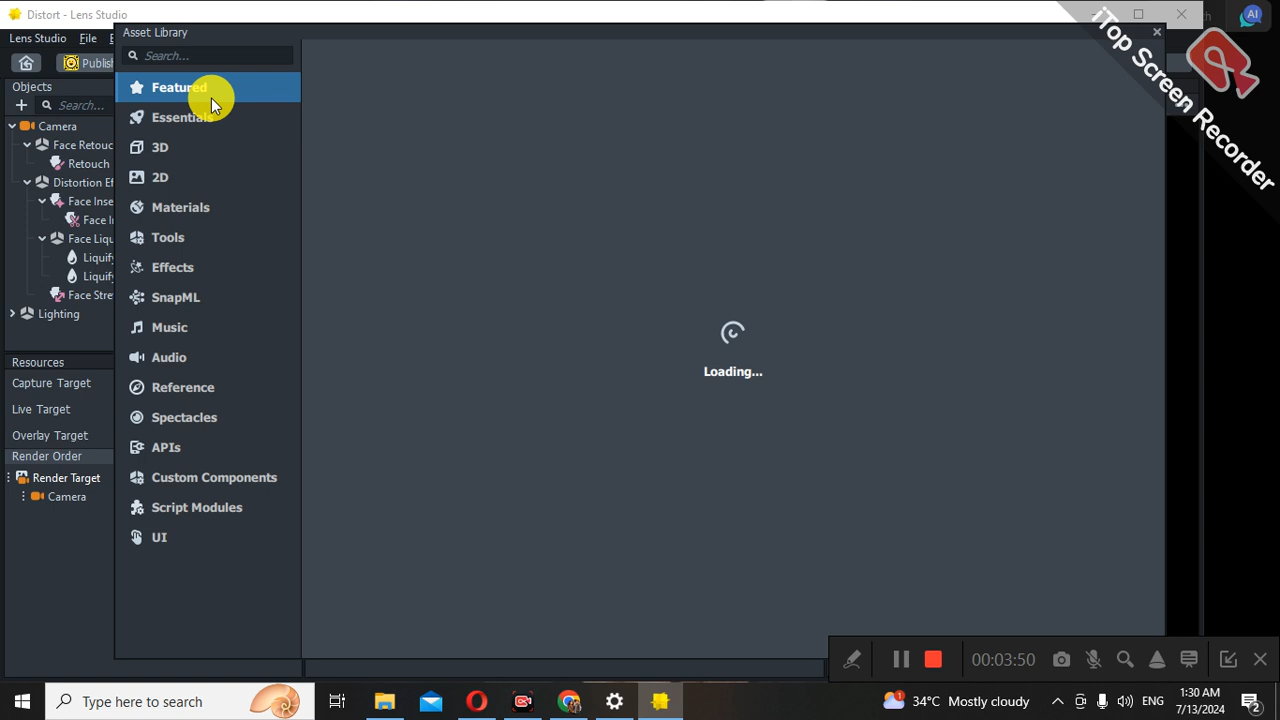 Distort - Lens Studio
Lens Studio File
Publish
Objects
Search...
Camera
Face Retouc
Retouch
Distortion Ef
Face Inse
Face I
Face Liqu
Liquify
Liquify
Face Stre
Lighting
Resources
Capture Target
Live Target
Overlay Target
Render Order
Render Target
Camera
Asset Library
Search...
Featured
Essentials
3D
2D
Materials
Tools
Effects
SnapML
Music
Audio
Reference
Spectacles
APIs
Custom Components
Script Modules
UI
Loading...
iTop Screen Recorder
AI
00:03:50
Type here to search
1
34°C Mostly cloudy
ENG
1:30 AM
7/13/2024
2